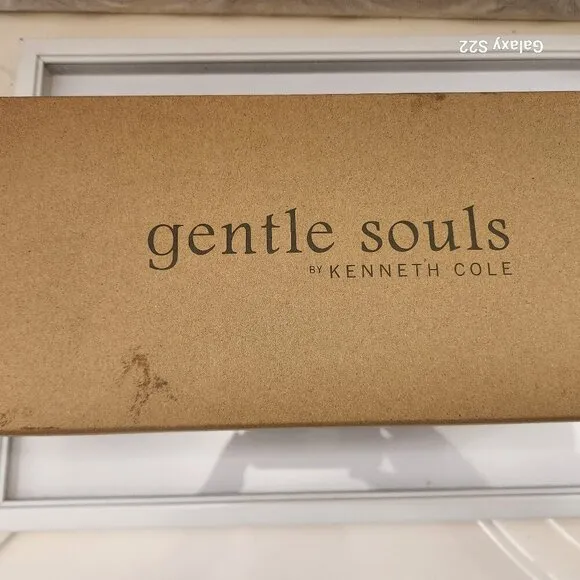 Galaxy S22
gentle souls
BY KENNETH COLE